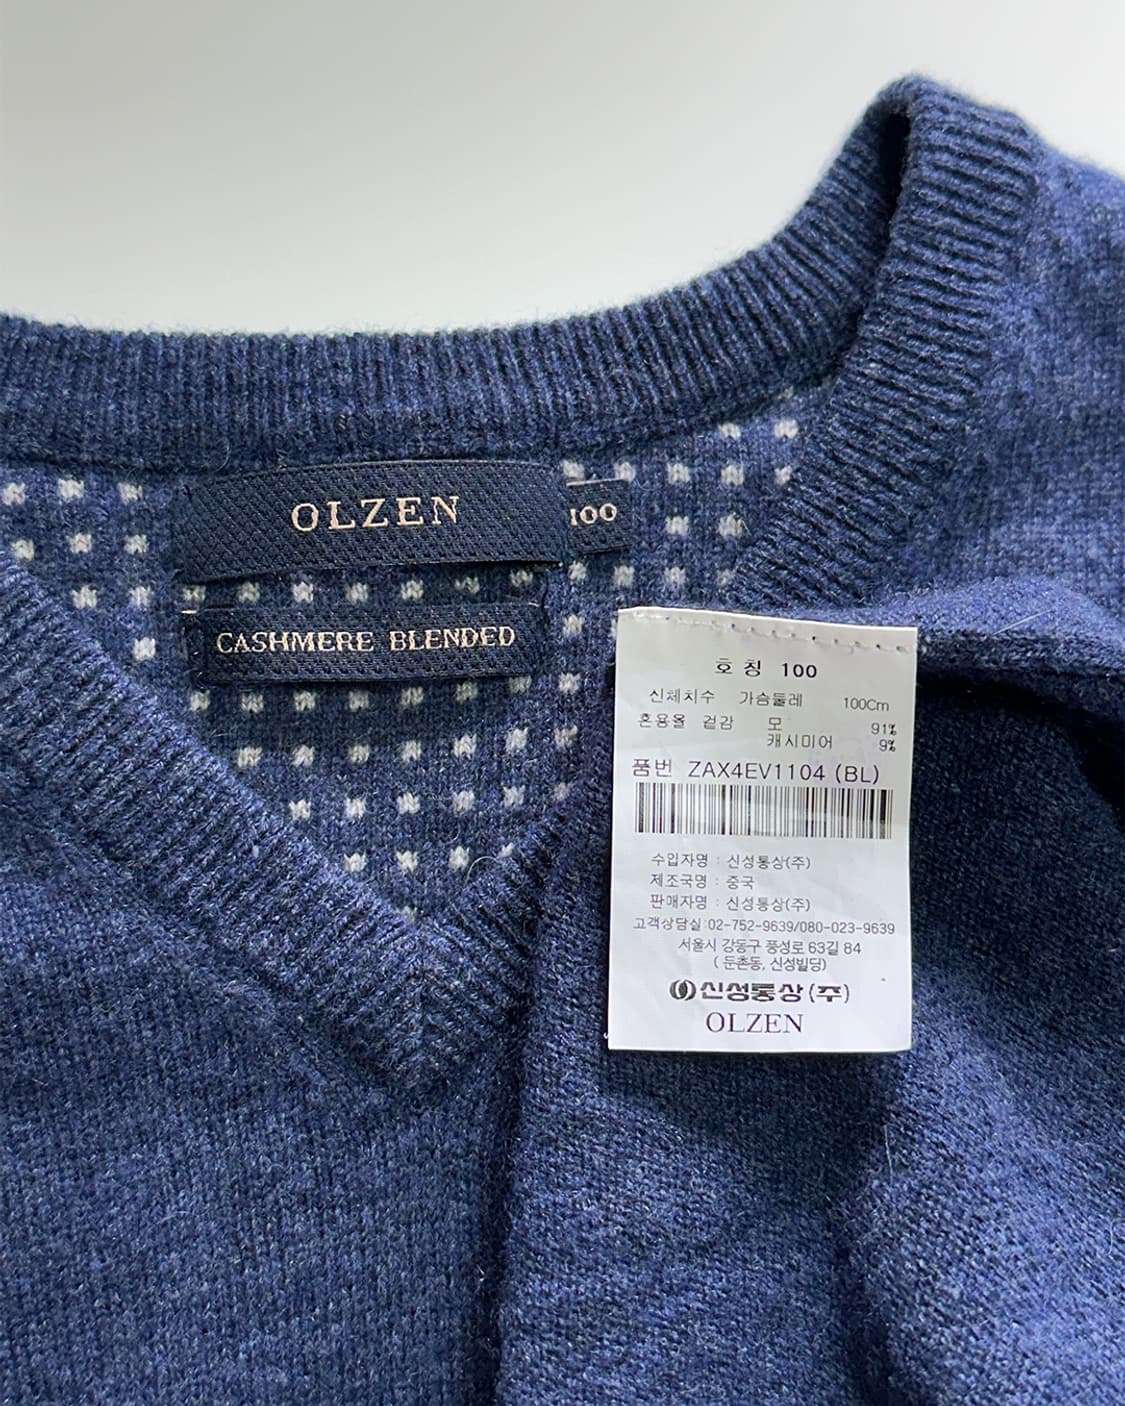 OLZEN
100
CASHMERE BLENDED
호칭 100
신체치수 가슴둘레 100Cm
혼용율 겉감 모 91%
캐시미어 9%
품번 ZAX4EV1104 (BL)
수입자명 : 신성통상(주)
제조국명 : 중국
판매자명 : 신성통상(주)
고객상담실:02-752-9639/080-023-9639
서울시 강동구 풍성로 63길 84
( 둔촌동, 신성빌딩)
신성통상(주)
OLZEN